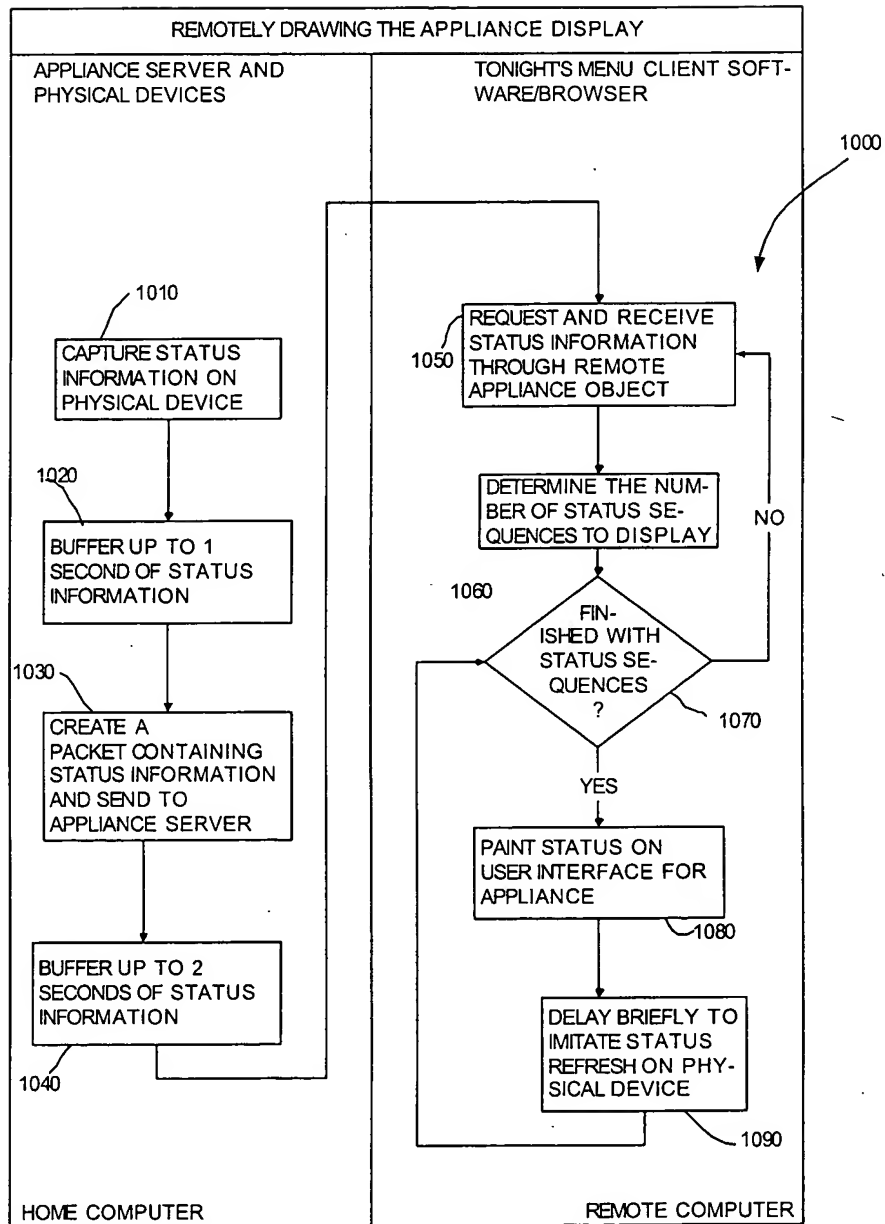 REMOTELY DRAWING THE APPLIANCE DISPLAY
APPLIANCE SERVER AND
PHYSICAL DEVICES
TONIGHT'S MENU CLIENT SOFT-
WARE/BROWSER
1000
1010
CAPTURE STATUS
INFORMATION ON
PHYSICAL DEVICE
1020
BUFFER UP TO 1
SECOND OF STATUS
INFORMATION
1030
CREATE A
PACKET CONTAINING
STATUS INFORMATION
AND SEND TO
APPLIANCE SERVER
BUFFER UP TO 2
SECONDS OF STATUS
INFORMATION
1040
1050
REQUEST AND RECEIVE
STATUS INFORMATION
THROUGH REMOTE
APPLIANCE OBJECT
DETERMINE THE NUM-
BER OF STATUS SE-
QUENCES TO DISPLAY
NO
1060
FIN-
ISHED WITH
STATUS SE-
QUENCES
?
1070
YES
PAINT STATUS ON
USER INTERFACE FOR
APPLIANCE
1080
DELAY BRIEFLY TO
IMITATE STATUS
REFRESH ON PHY-
SICAL DEVICE
1090
HOME COMPUTER
REMOTE COMPUTER